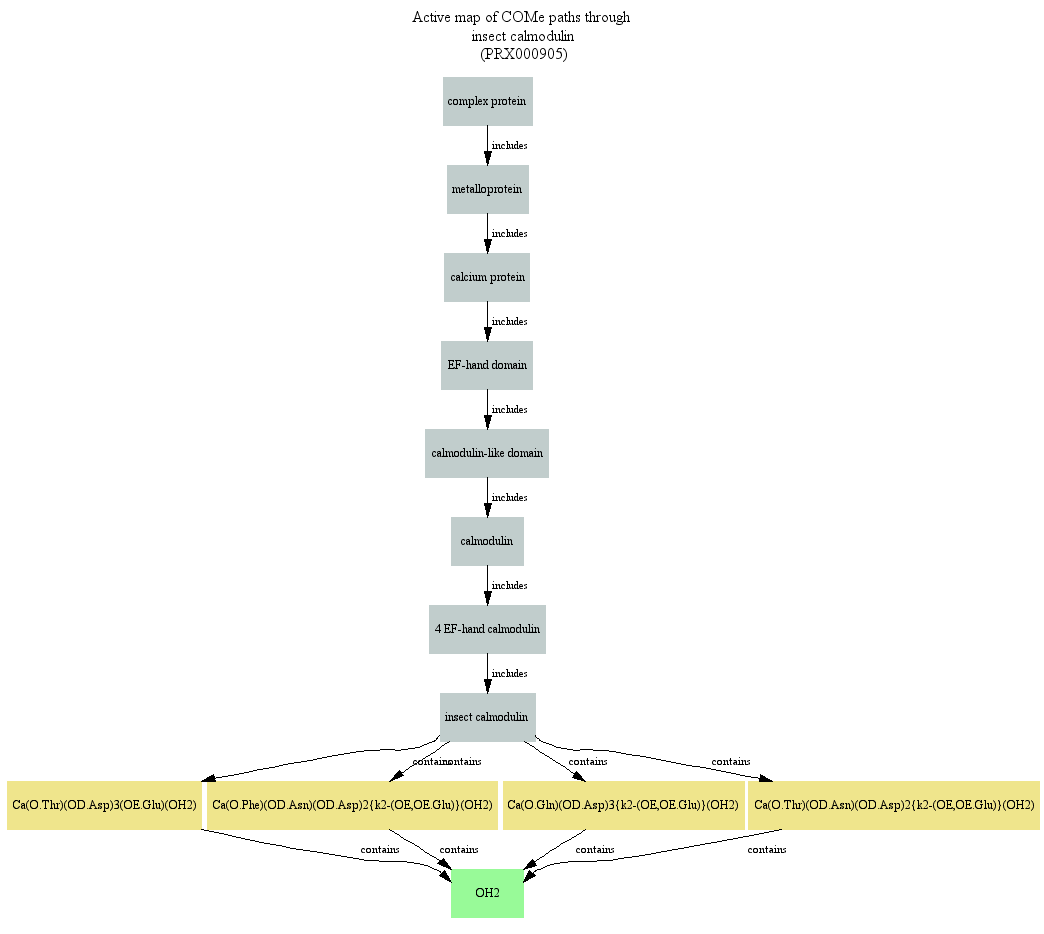 Active map of COMe paths through
insect calmodulin
(PRX000905)
complex protein
includes
metalloprotein
includes
calcium protein
includes
EF-hand domain
includes
calmodulin-like domain
includes
calmodulin
includes
4 EF-hand calmodulin
includes
insect calmodulin
contains contains contains contains
Ca(O.Thr)(OD.Asp)3(OE.Glu)(OH2) Ca(O.Phe)(OD.Asn)(OD.Asp)2{k2-(OE,OE.Glu)}(OH2) Ca(O.Gln)(OD.Asp)3{k2-(OE,OE.Glu)}(OH2) Ca(O.Thr)(OD.Asn)(OD.Asp)2{k2-(OE,OE.Glu)}(OH2)
contains contains contains contains
OH2